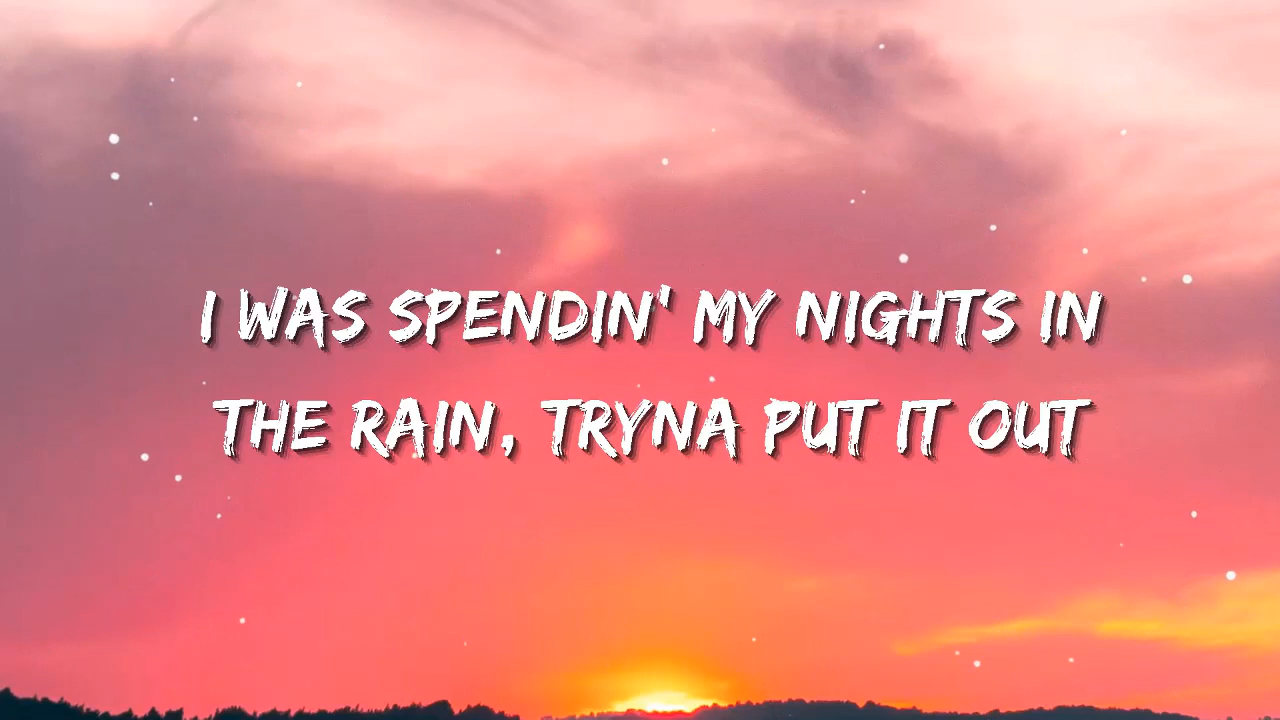 I WAS SPENDIN' MY NIGHTS IN
THE RAIN, TRYNA PUT IT OUT